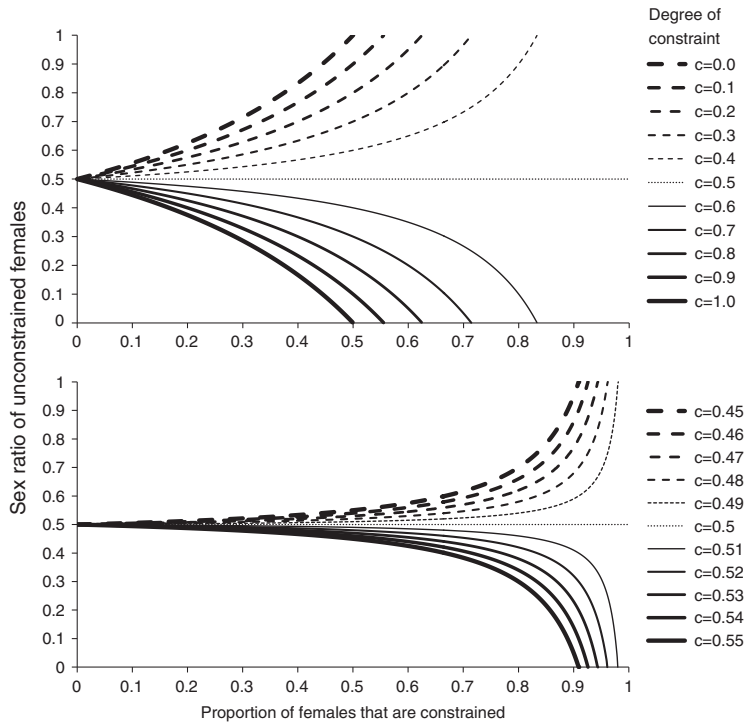 Degree of
constraint
c=0.0
c=0.1
c=0.2
c=0.3
c=0.4
c=0.5
c=0.6
c=0.7
c=0.8
c=0.9
c=1.0
Sex ratio of unconstrained females
1
0.9
0.8
0.7
0.6
0.5
0.4
0.3
0.2
0.1
0
0 0.1 0.2 0.3 0.4 0.5 0.6 0.7 0.8 0.9 1
1
0.9
0.8
0.7
0.6
0.5
0.4
0.3
0.2
0.1
0
0 0.1 0.2 0.3 0.4 0.5 0.6 0.7 0.8 0.9 1
c=0.45
c=0.46
c=0.47
c=0.48
c=0.49
c=0.5
c=0.51
c=0.52
c=0.53
c=0.54
c=0.55
Proportion of females that are constrained